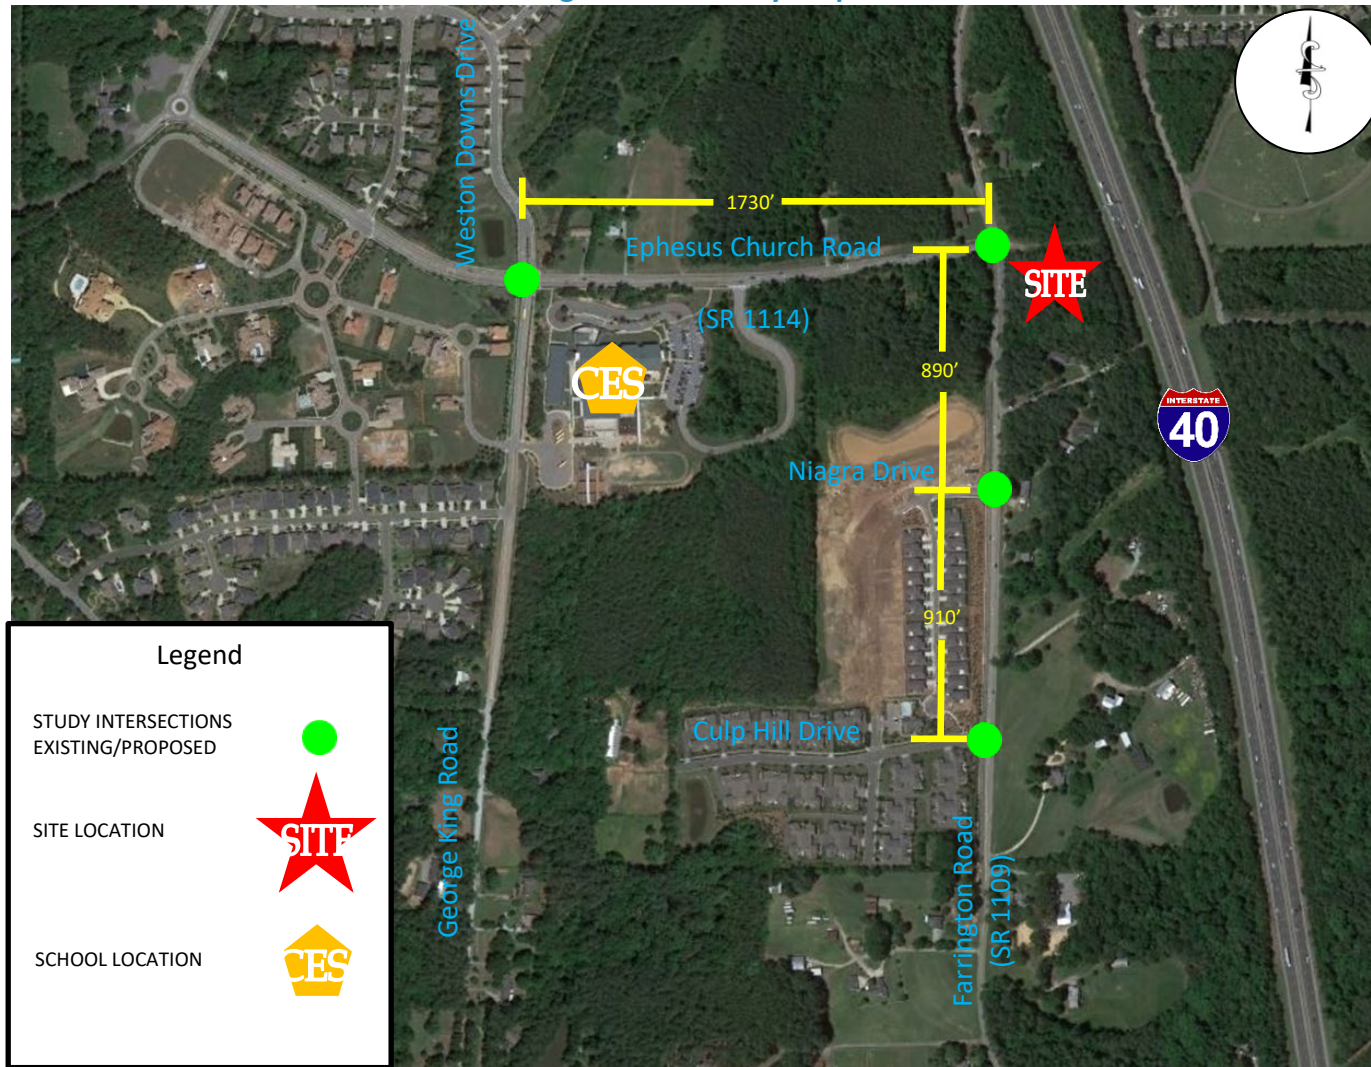 Weston Downs Drive
1730’
Ephesus Church Road
(SR 1114)
SITE
CES
890’
INTERSTATE
40
Niagra Drive
910’
Culp Hill Drive
George King Road
Farrington Road
(SR 1109)
Legend
STUDY INTERSECTIONS
EXISTING/PROPOSED
SITE LOCATION
SITE
SCHOOL LOCATION
CES